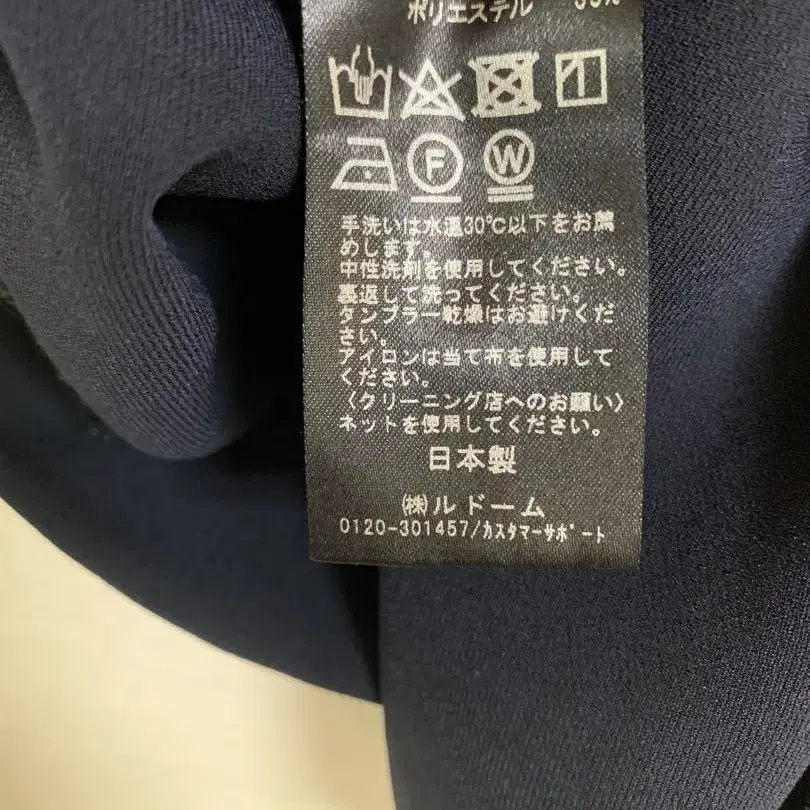 ポリエステル
F W
手洗いは水温30℃以下をお薦
めします。
中性洗剤を使用してください。
裏返して洗ってください。
タンブラー乾燥はお避けくだ
さい。
アイロンは当て布を使用して
ください。
〈クリーニング店へのお願い〉
ネットを使用してください。
日本製
㈱ルドーム
0120-301457/カスタマーサポート